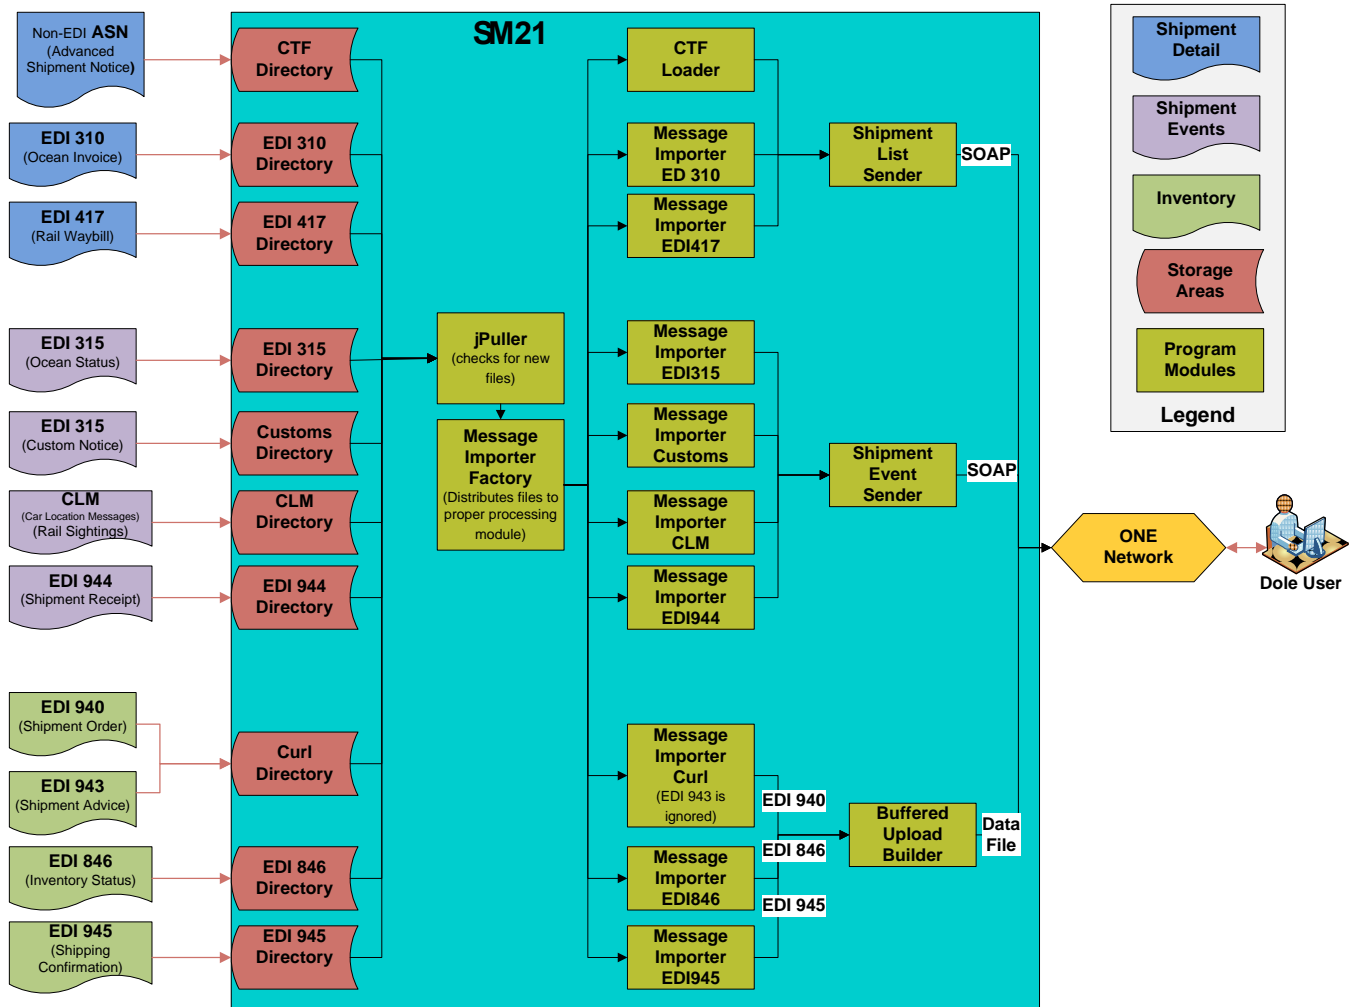 SM21
Non-EDI ASN
(Advanced
Shipment Notice)
EDI 310
(Ocean Invoice)
EDI 417
(Rail Waybill)
EDI 315
(Ocean Status)
EDI 315
(Custom Notice)
CLM
(Car Location Messages)
(Rail Sightings)
EDI 944
(Shipment Receipt)
EDI 940
(Shipment Order)
EDI 943
(Shipment Advice)
EDI 846
(Inventory Status)
EDI 945
(Shipping
Confirmation)
CTF
Directory
EDI 310
Directory
EDI 417
Directory
EDI 315
Directory
Customs
Directory
CLM
Directory
EDI 944
Directory
Curl
Directory
EDI 846
Directory
EDI 945
Directory
jPuller
(checks for new
files)
Message
Importer
Factory
(Distributes files to
proper processing
module)
CTF
Loader
Message
Importer
ED 310
Message
Importer
EDI417
Message
Importer
EDI315
Message
Importer
Customs
Message
Importer
CLM
Message
Importer
EDI944
Message
Importer
Curl
(EDI 943 is
ignored)
Message
Importer
EDI846
Message
Importer
EDI945
EDI 940
EDI 846
EDI 945
Shipment
List
Sender
SOAP
Shipment
Event
Sender
SOAP
Buffered
Upload
Builder
Data
File
ONE
Network
Dole User
Shipment
Detail
Shipment
Events
Inventory
Storage
Areas
Program
Modules
Legend